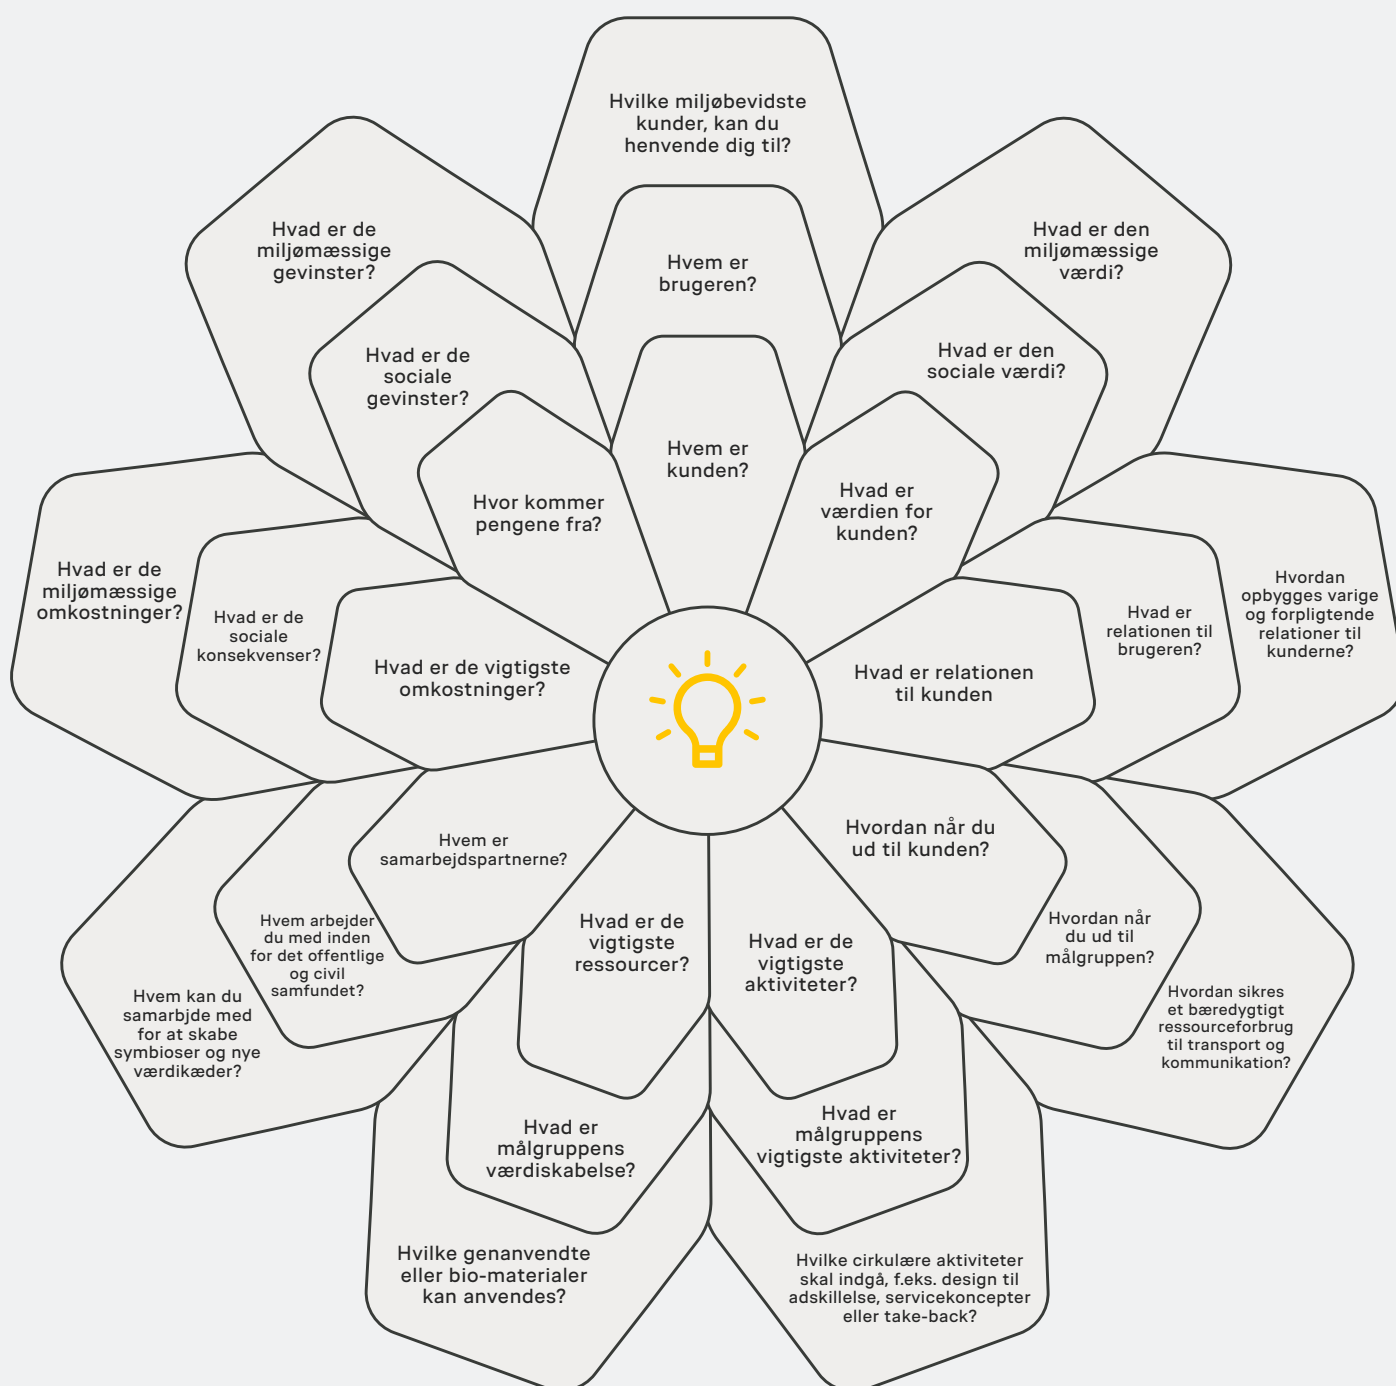 Hvilke miljøbevidste
kunder, kan du
henvende dig til?
Hvem er
brugeren?
Hvem er
kunden?
Hvad er den
miljømæssige
værdi?
Hvad er den
sociale værdi?
Hvad er
værdien for
kunden?
Hvordan
opbygges varige
og forpligtende
relationer til
kunderne?
Hvad er
relationen til
brugeren?
Hvad er relationen
til kunden
Hvordan når du
ud til kunden?
Hvordan når
du ud til
målgruppen?
Hvordan sikres
et bæredygtigt
ressourceforbrug
til transport og
kommunikation?
Hvad er de
vigtigste
aktiviteter?
Hvad er
målgruppens
vigtigste aktiviteter?
Hvilke cirkulære aktiviteter
skal indgå, f.eks. design til
adskillelse, servicekoncepter
eller take-back?
Hvad er de
vigtigste
ressourcer?
Hvad er
målgruppens
værdiskabelse?
Hvilke genanvendte
eller bio-materialer
kan anvendes?
Hvem er
samarbejdspartnerne?
Hvem arbejder
du med inden
for det offentlige
og civil
samfundet?
Hvem kan du
samarbjde med
for at skabe
symbioser og nye
værdikæder?
Hvad er de vigtigste
omkostninger?
Hvad er de
sociale
konsekvenser?
Hvad er de
miljømæssige
omkostninger?
Hvor kommer
pengene fra?
Hvad er de
sociale
gevinster?
Hvad er de
miljømæssige
gevinster?